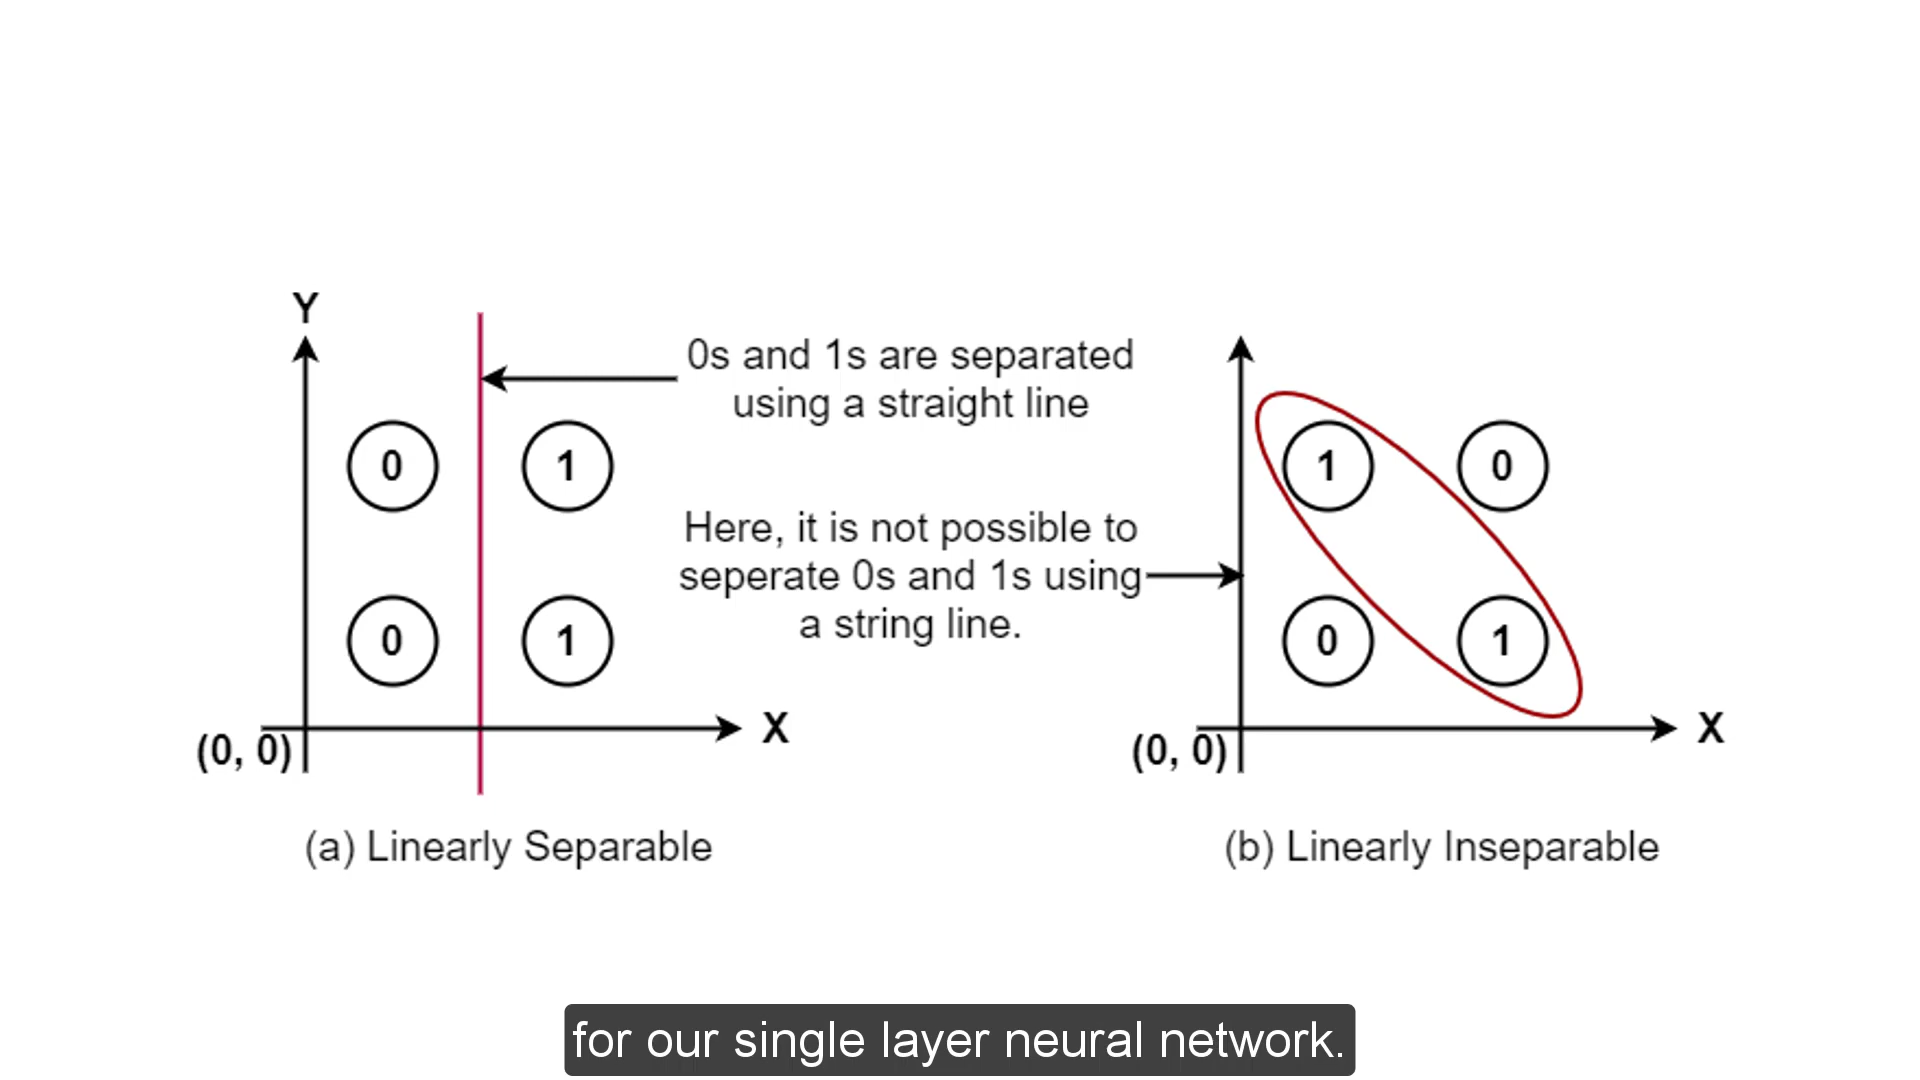 Y
0s and 1s are separated
using a straight line
0
1
1
0
Here, it is not possible to
seperate 0s and 1s using
a string line.
0
1
0
1
X
X
(0, 0)
(0, 0)
(a) Linearly Separable
(b) Linearly Inseparable
for our single layer neural network.